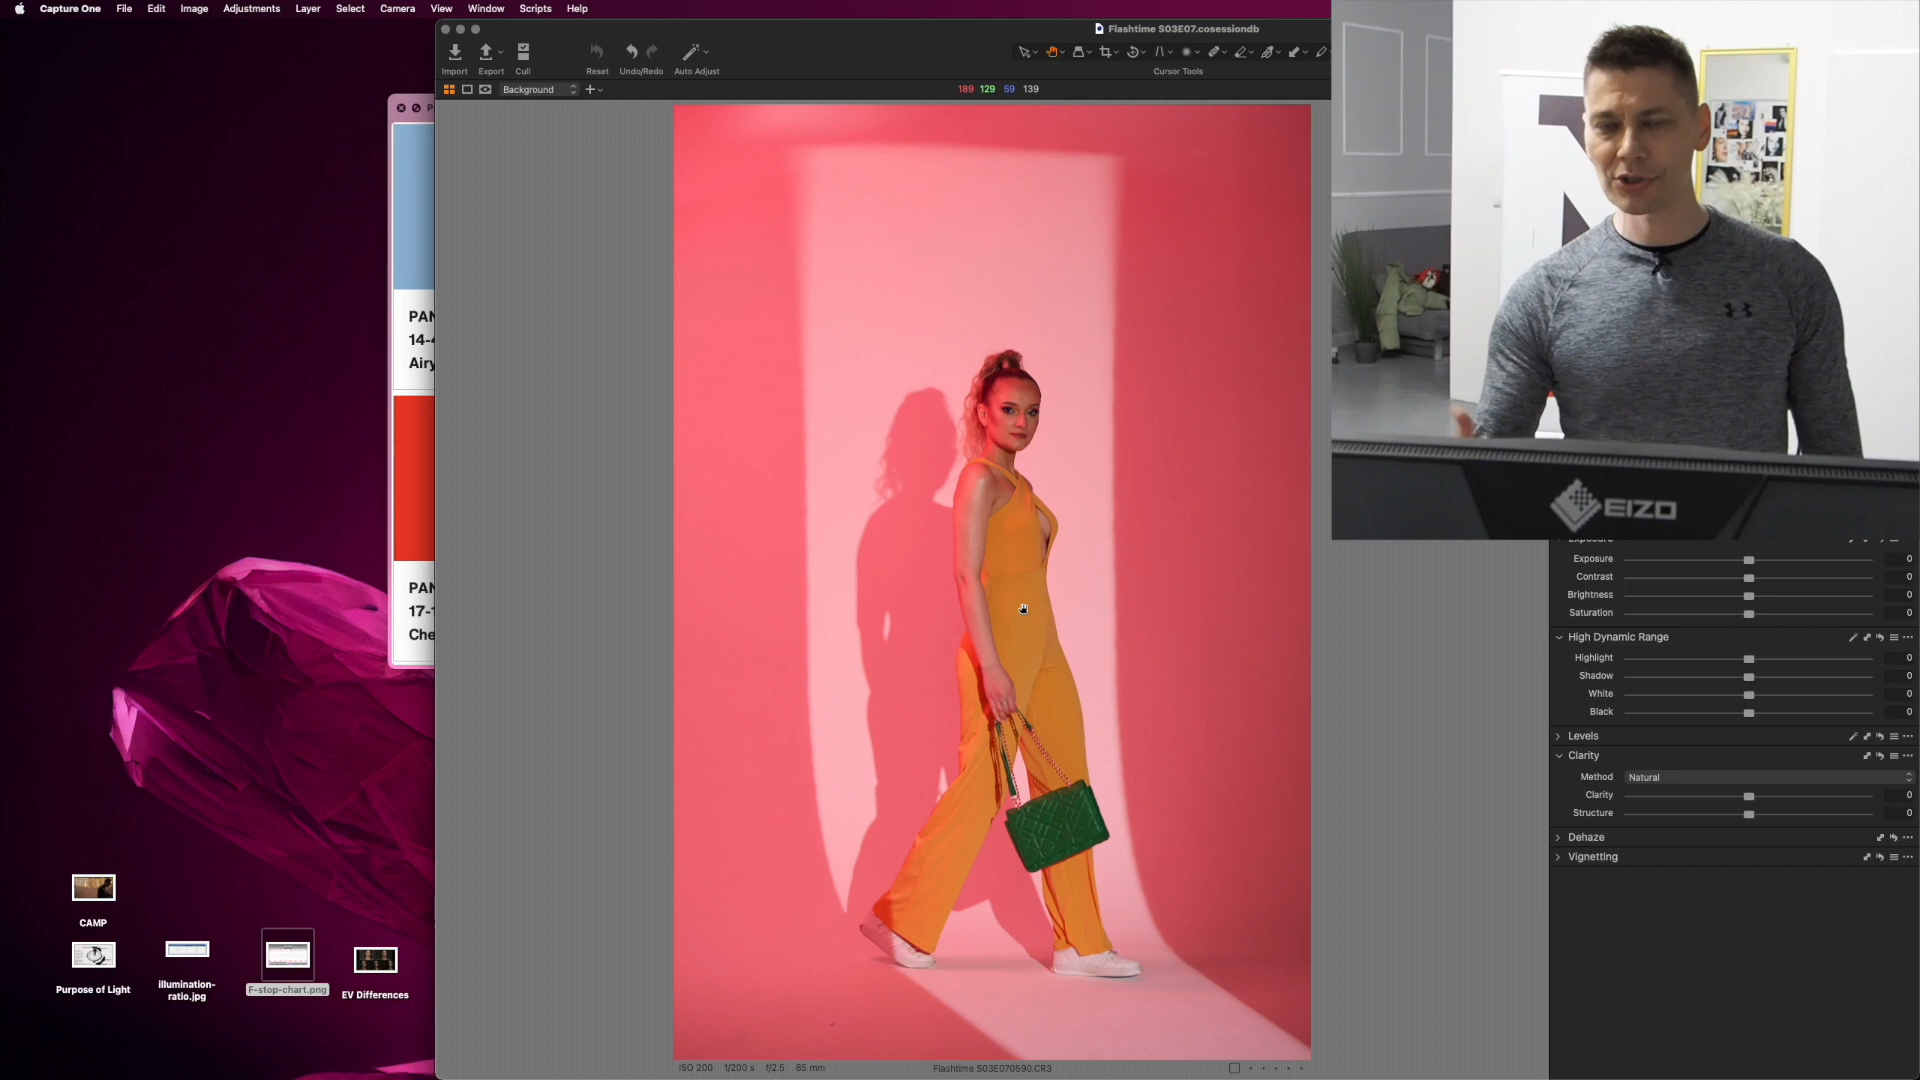 Capture One File Edit Image Adjustments Layer Select Camera View Window Scripts Help
Flashtime S03E07.cosessiondb
Import Export Cull Reset Undo/Redo Auto Adjust Cursor Tools
Background
189 129 59 139
PAN
14-4
Airy
PAN
17-1
Che
EIZO
Exposure
Exposure 0
Contrast 0
Brightness 0
Saturation 0
High Dynamic Range
Highlight 0
Shadow 0
White 0
Black 0
Levels
Clarity
Method Natural
Clarity 0
Structure 0
Dehaze
Vignetting
CAMP
Purpose of Light
illumination-
ratio.jpg
F-stop-chart.png
EV Differences
ISO 200 1/200 s f/2.5 85 mm
Flashtime S03E070590.CR3